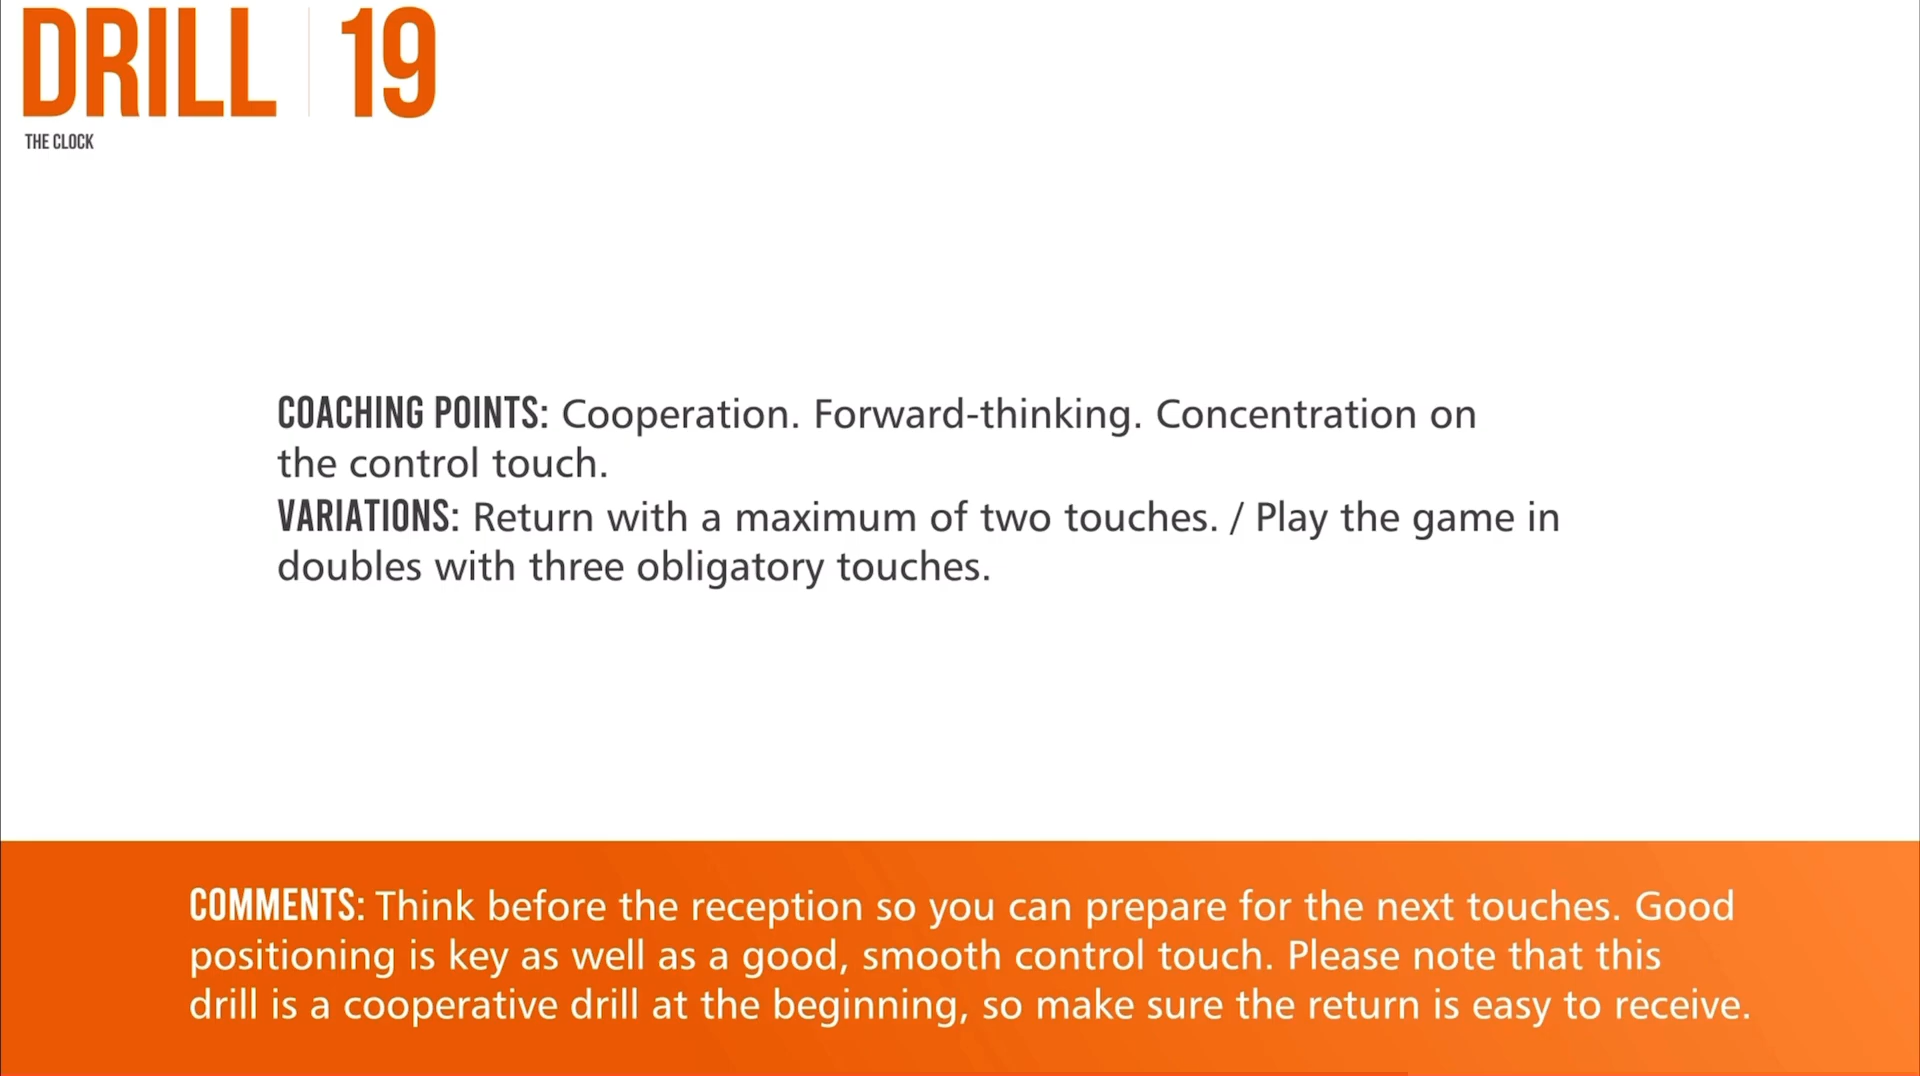 DRILL 19
THE CLOCK
COACHING POINTS: Cooperation. Forward-thinking. Concentration on
the control touch.
VARIATIONS: Return with a maximum of two touches. / Play the game in
doubles with three obligatory touches.
COMMENTS: Think before the reception so you can prepare for the next touches. Good
positioning is key as well as a good, smooth control touch. Please note that this
drill is a cooperative drill at the beginning, so make sure the return is easy to receive.